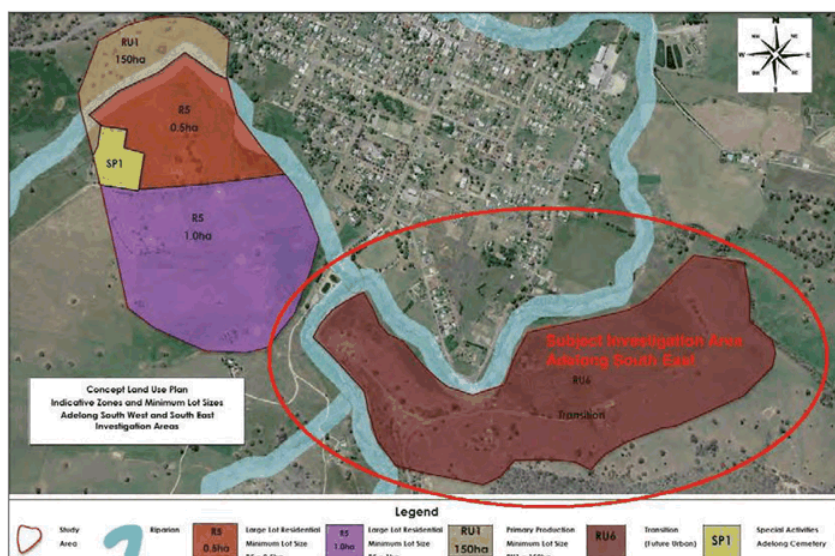 RU1
150ha
R5
0.5ha
SP1
R5
1.0ha
N
W
E
S
Subject Investigation Area
Adelong South East
RU6
Transition
Concept Land Use Plan
Indicative Zones and Minimum Lot Sizes
Adelong South West and South East
Investigation Areas
Legend
Study
Area
Riparian
R5
0.5ha
Large Lot Residential
Minimum Lot Size
R5
1.0ha
Large Lot Residential
Minimum Lot Size
RU1
150ha
Primary Production
Minimum Lot Size
RU6
Transition
(Future Urban)
SP1
Special Activities
Adelong Cemetery